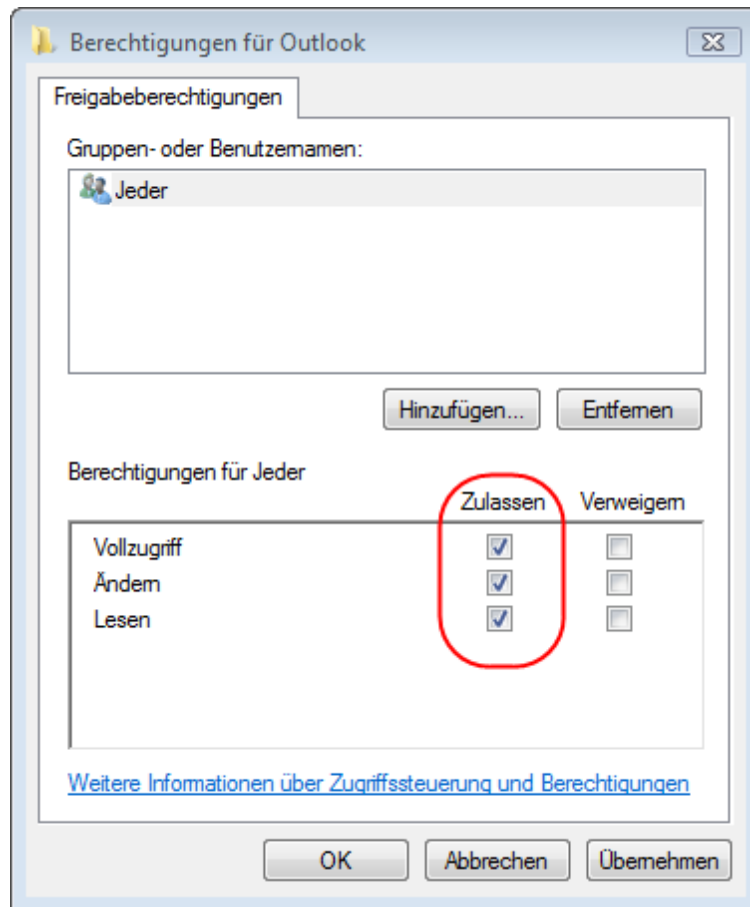 Berechtigungen für Outlook
Freigabeberechtigungen
Gruppen- oder Benutzernamen:
Jeder
Hinzufügen... Entfernen
Berechtigungen für Jeder
Zulassen Verweigern
Vollzugriff
Ändern
Lesen
Weitere Informationen über Zugriffssteuerung und Berechtigungen
OK Abbrechen Übernehmen